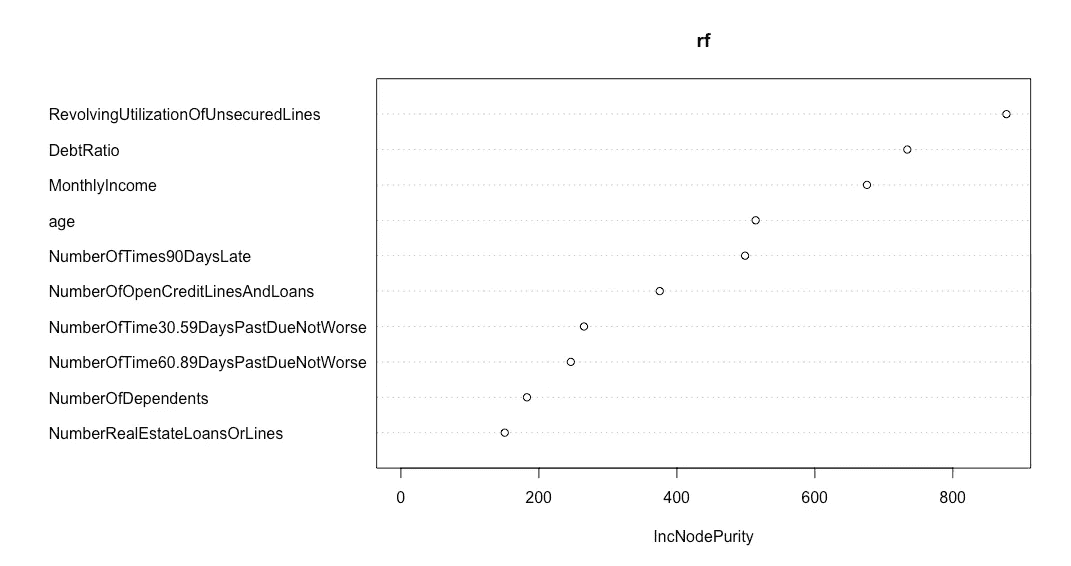 rf
RevolvingUtilizationOfUnsecuredLines
DebtRatio
MonthlyIncome
age
NumberOfTimes90DaysLate
NumberOfOpenCreditLinesAndLoans
NumberOfTime30.59DaysPastDueNotWorse
NumberOfTime60.89DaysPastDueNotWorse
NumberOfDependents
NumberRealEstateLoansOrLines
0 200 400 600 800
IncNodePurity